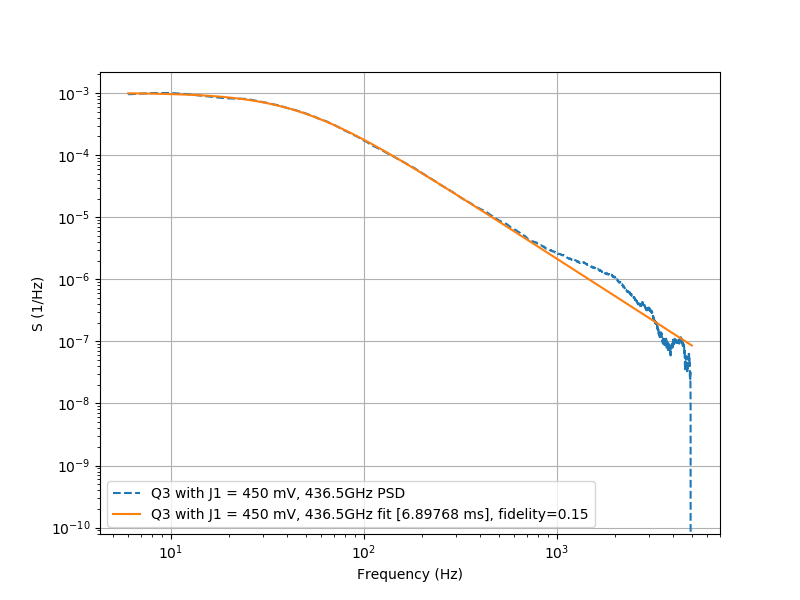 10⁻³
10⁻⁴
10⁻⁵
10⁻⁶
10⁻⁷
10⁻⁸
10⁻⁹
10⁻¹⁰
S (1/Hz)
Q3 with J1 = 450 mV, 436.5GHz PSD
Q3 with J1 = 450 mV, 436.5GHz fit [6.89768 ms], fidelity=0.15
10¹ 10² 10³
Frequency (Hz)